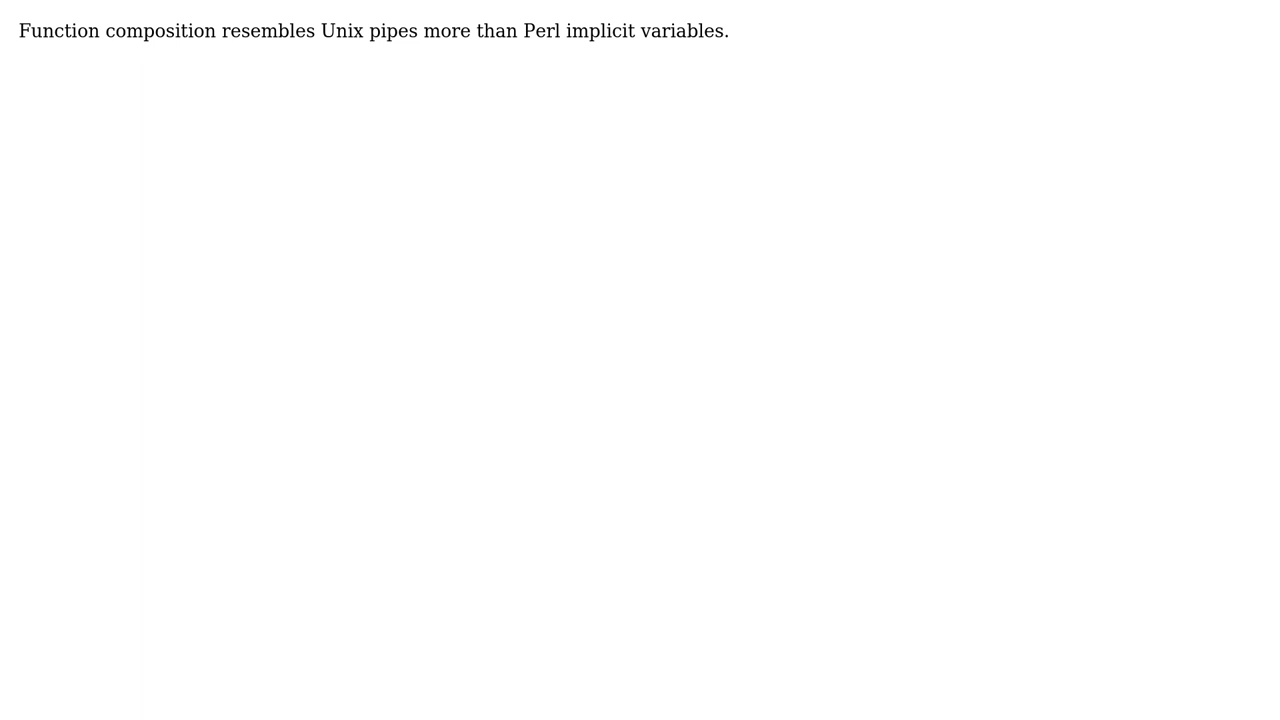 Function composition resembles Unix pipes more than Perl implicit variables.